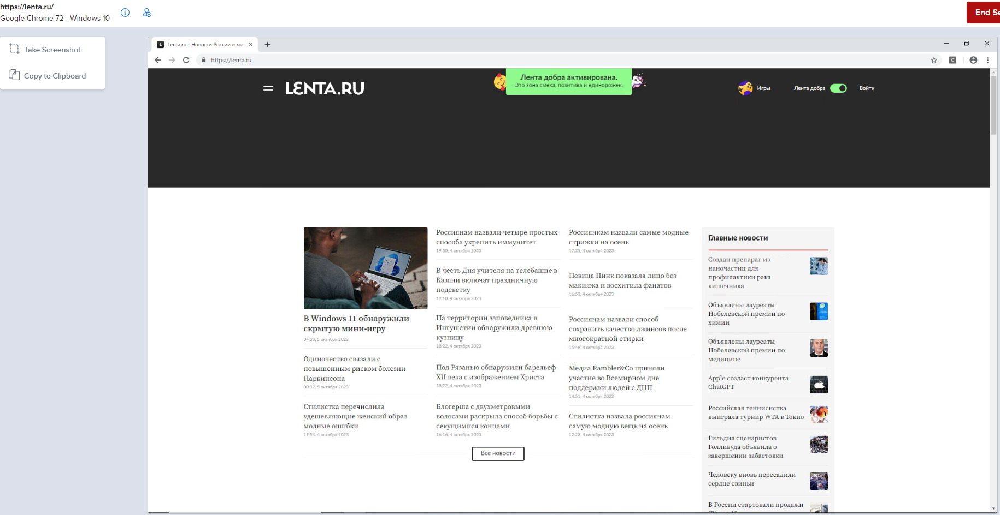 https://lenta.ru/
Google Chrome 72 - Windows 10
End Se
Take Screenshot
Copy to Clipboard
Lenta.ru - Новости России и ми
https://lenta.ru
LENTA.RU
Лента добра активирована.
Это зона смеха, позитива и единорожек.
Игры
Лента добра
Войти
В Windows 11 обнаружили
скрытую мини-игру
04:33, 5 октября 2023
Одиночество связали с
повышенным риском болезни
Паркинсона
00:32, 5 октября 2023
Стилистка перечислила
удешевляющие женский образ
модные ошибки
19:54, 4 октября 2023
Россиянам назвали четыре простых
способа укрепить иммунитет
19:30, 4 октября 2023
В честь Дня учителя на телебашне в
Казани включат праздничную
подсветку
19:10, 4 октября 2023
На территории заповедника в
Ингушетии обнаружили древнюю
кузницу
18:22, 4 октября 2023
Под Рязанью обнаружили барельеф
XII века с изображением Христа
18:22, 4 октября 2023
Блогерша с двухметровыми
волосами раскрыла способ борьбы с
секущимися концами
16:16, 4 октября 2023
Россиянкам назвали самые модные
стрижки на осень
17:35, 4 октября 2023
Певица Пинк показала лицо без
макияжа и восхитила фанатов
16:53, 4 октября 2023
Россиянам назвали способ
сохранить качество джинсов после
многократной стирки
15:48, 4 октября 2023
Медиа Rambler&Co приняли
участие во Всемирном дне
поддержки людей с ДЦП
14:51, 4 октября 2023
Стилистка назвала россиянам
самую модную вещь на осень
12:23, 4 октября 2023
Все новости
Главные новости
Создан препарат из
наночастиц для
профилактики рака
кишечника
Объявлены лауреаты
Нобелевской премии по
химии
Объявлены лауреаты
Нобелевской премии по
медицине
Apple создаст конкурента
ChatGPT
Российская теннисистка
выиграла турнир WTA в Токио
Гильдия сценаристов
Голливуда объявила о
завершении забастовки
Человеку вновь пересадили
сердце свиньи
В России стартовали продажи